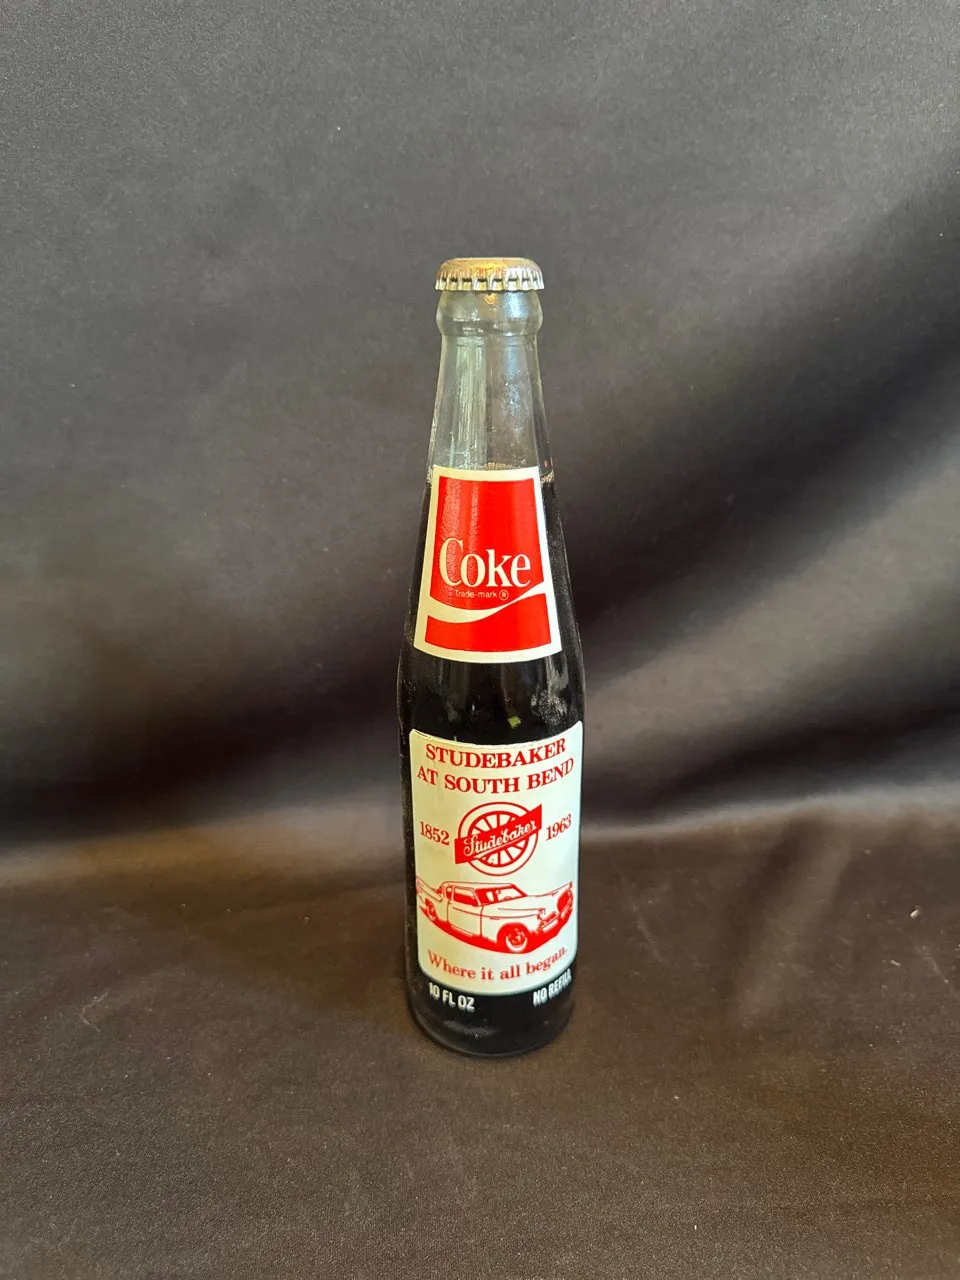 Coke
Trade-mark ®
STUDEBAKER
AT SOUTH BEND
1852 Studebaker 1963
Where it all began.
10 FL OZ NO REFILL